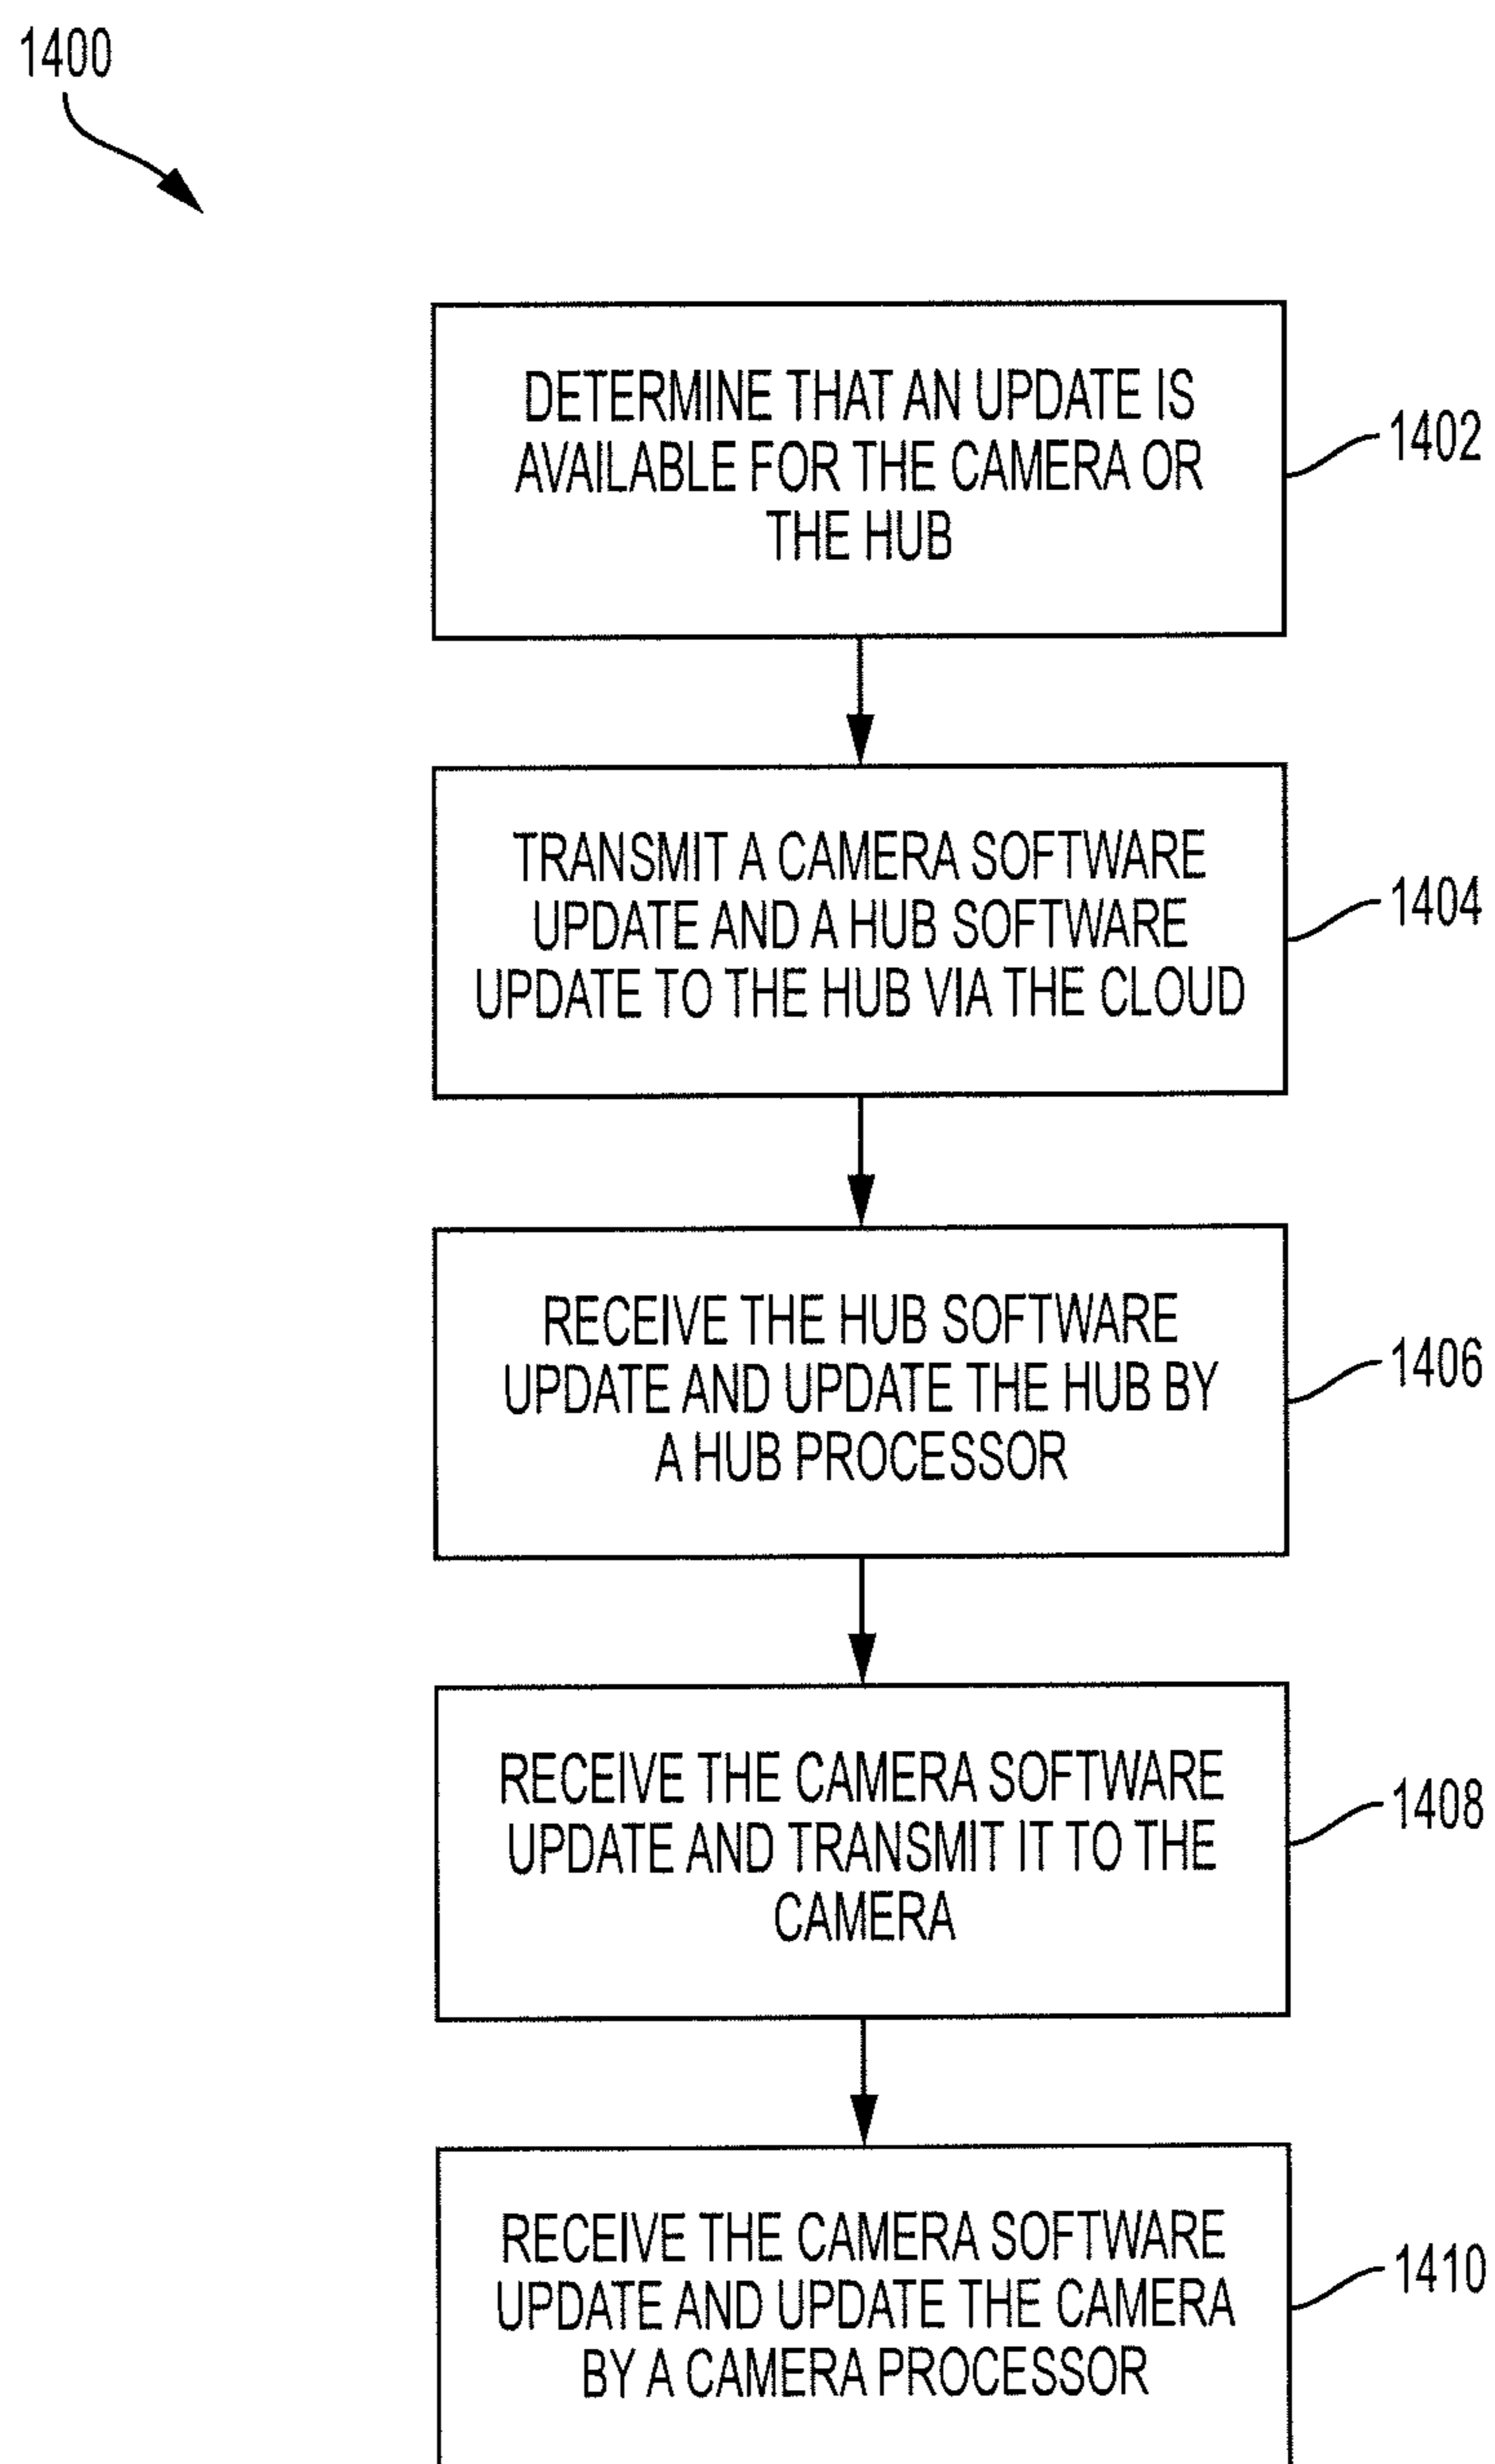 1400
DETERMINE THAT AN UPDATE IS
AVAILABLE FOR THE CAMERA OR
THE HUB
1402
TRANSMIT A CAMERA SOFTWARE
UPDATE AND A HUB SOFTWARE
UPDATE TO THE HUB VIA THE CLOUD
1404
RECEIVE THE HUB SOFTWARE
UPDATE AND UPDATE THE HUB BY
A HUB PROCESSOR
1406
RECEIVE THE CAMERA SOFTWARE
UPDATE AND TRANSMIT IT TO THE
CAMERA
1408
RECEIVE THE CAMERA SOFTWARE
UPDATE AND UPDATE THE CAMERA
BY A CAMERA PROCESSOR
1410